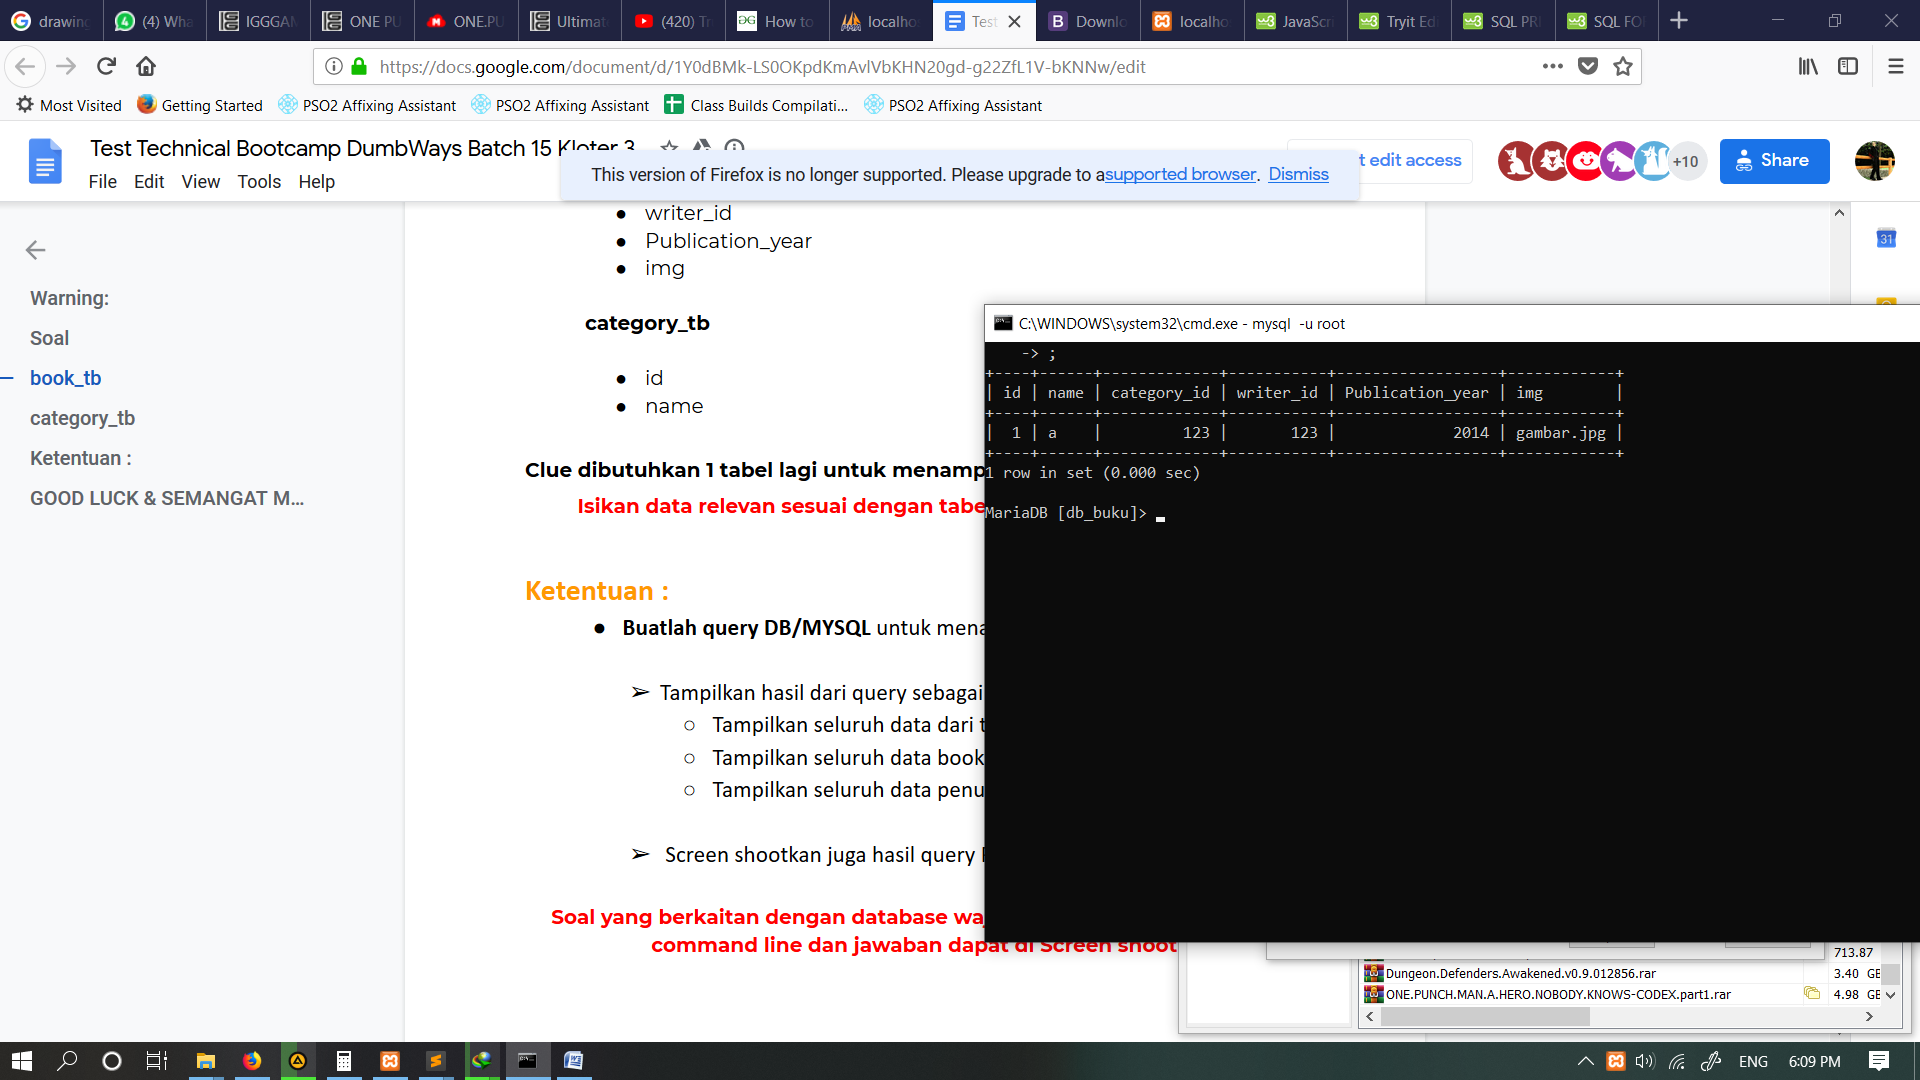 drawing
(4) Wha
IGGGAM
ONE PU
ONE.PU
Ultimat
(420) Tr
How to
localho
Test
Downlo
localho
JavaScri
Tryit Ed
SQL PR
SQL FO
https://docs.google.com/document/d/1Y0dBMk-LS0OKpdKmAvlVbKHN20gd-g22ZfL1V-bKNNw/edit
Most Visited
Getting Started
PSO2 Affixing Assistant
PSO2 Affixing Assistant
Class Builds Compilati...
PSO2 Affixing Assistant
Test Technical Bootcamp DumbWays Batch 15 Kloter 3
File Edit View Tools Help
This version of Firefox is no longer supported. Please upgrade to a supported browser. Dismiss
t edit access
+10
Share
Warning:
Soal
book_tb
category_tb
Ketentuan :
GOOD LUCK & SEMANGAT M...
● writer_id
● Publication_year
● img
category_tb
● id
● name
Clue dibutuhkan 1 tabel lagi untuk menamp
Isikan data relevan sesuai dengan tabe
Ketentuan :
● Buatlah query DB/MYSQL untuk mena
➢ Tampilkan hasil dari query sebagai
○ Tampilkan seluruh data dari t
○ Tampilkan seluruh data book
○ Tampilkan seluruh data penu
➢ Screen shootkan juga hasil query
Soal yang berkaitan dengan database waj
command line dan jawaban dapat di Screen shoot
31
C:\WINDOWS\system32\cmd.exe - mysql -u root
-> ;
+----+------+-------------+-----------+------------------+------------+
| id | name | category_id | writer_id | Publication_year | img        |
+----+------+-------------+-----------+------------------+------------+
|  1 | a    |         123 |       123 |             2014 | gambar.jpg |
+----+------+-------------+-----------+------------------+------------+
1 row in set (0.000 sec)
MariaDB [db_buku]>
713.87
Dungeon.Defenders.Awakened.v0.9.012856.rar 3.40 GB
ONE.PUNCH.MAN.A.HERO.NOBODY.KNOWS-CODEX.part1.rar 4.98 GB
ENG 6:09 PM